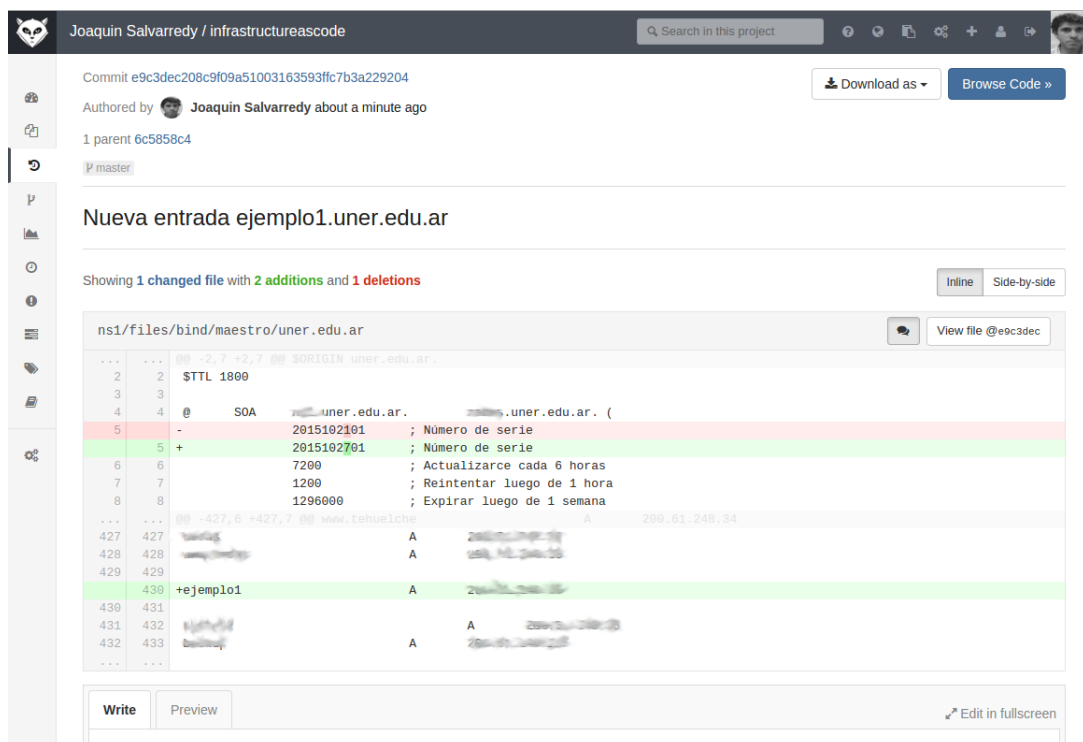 Joaquin Salvarredy / infrastructureascode
Search in this project
Commit e9c3dec208c9f09a51003163593ffc7b3a229204
Download as
Browse Code »
Authored by Joaquin Salvarredy about a minute ago
1 parent 6c5858c4
master
Nueva entrada ejemplo1.uner.edu.ar
Showing 1 changed file with 2 additions and 1 deletions
Inline Side-by-side
ns1/files/bind/maestro/uner.edu.ar
View file @e9c3dec
... ... @@ -2,7 +2,7 @@ $ORIGIN uner.edu.ar.
2 2 $TTL 1800
3 3
4 4 @ SOA .uner.edu.ar. .uner.edu.ar. (
5 - 2015102101 ; Número de serie
5 + 2015102701 ; Número de serie
6 6 7200 ; Actualizarce cada 6 horas
7 7 1200 ; Reintentar luego de 1 hora
8 8 1296000 ; Expirar luego de 1 semana
... ... @@ -427,6 +427,7 @@ www.tehuelche A 200.61.248.34
427 427 A
428 428 A
429 429
430 +ejemplo1 A
430 431
431 432 A
432 433 A
... ...
Write Preview
Edit in fullscreen